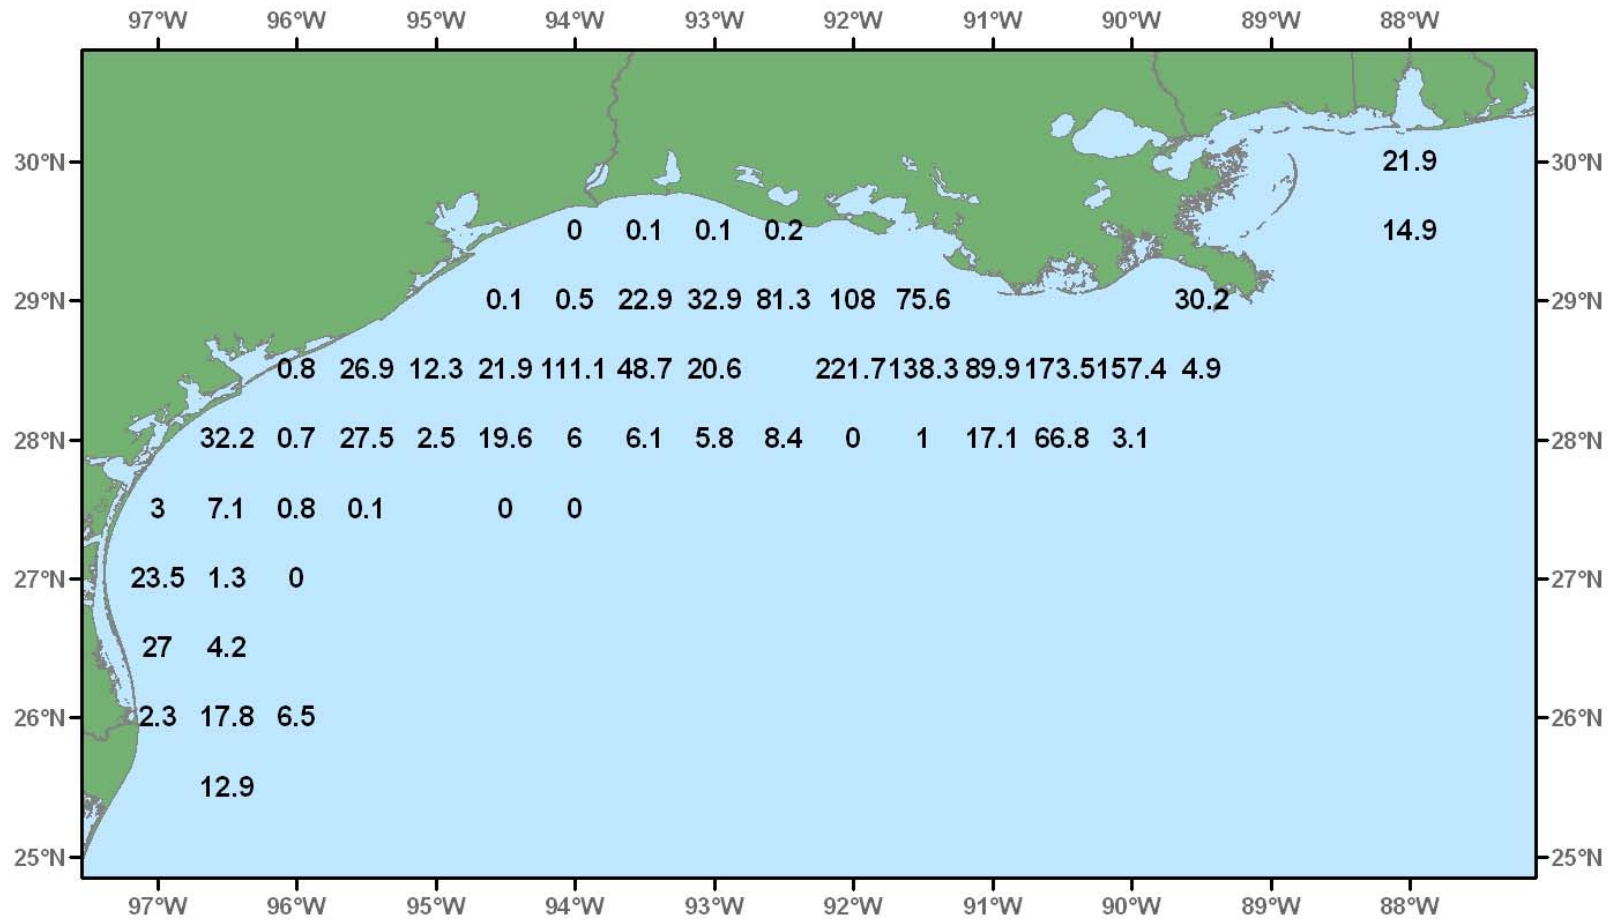 97°W 96°W 95°W 94°W 93°W 92°W 91°W 90°W 89°W 88°W
30°N 21.9 30°N
0 0.1 0.1 0.2 14.9
29°N 0.1 0.5 22.9 32.9 81.3 108 75.6 30.2 29°N
0.8 26.9 12.3 21.9 111.1 48.7 20.6 221.7 138.3 89.9 173.5 157.4 4.9
28°N 32.2 0.7 27.5 2.5 19.6 6 6.1 5.8 8.4 0 1 17.1 66.8 3.1 28°N
3 7.1 0.8 0.1 0 0
27°N 23.5 1.3 0 27°N
27 4.2
26°N 2.3 17.8 6.5 26°N
12.9
25°N 25°N
97°W 96°W 95°W 94°W 93°W 92°W 91°W 90°W 89°W 88°W